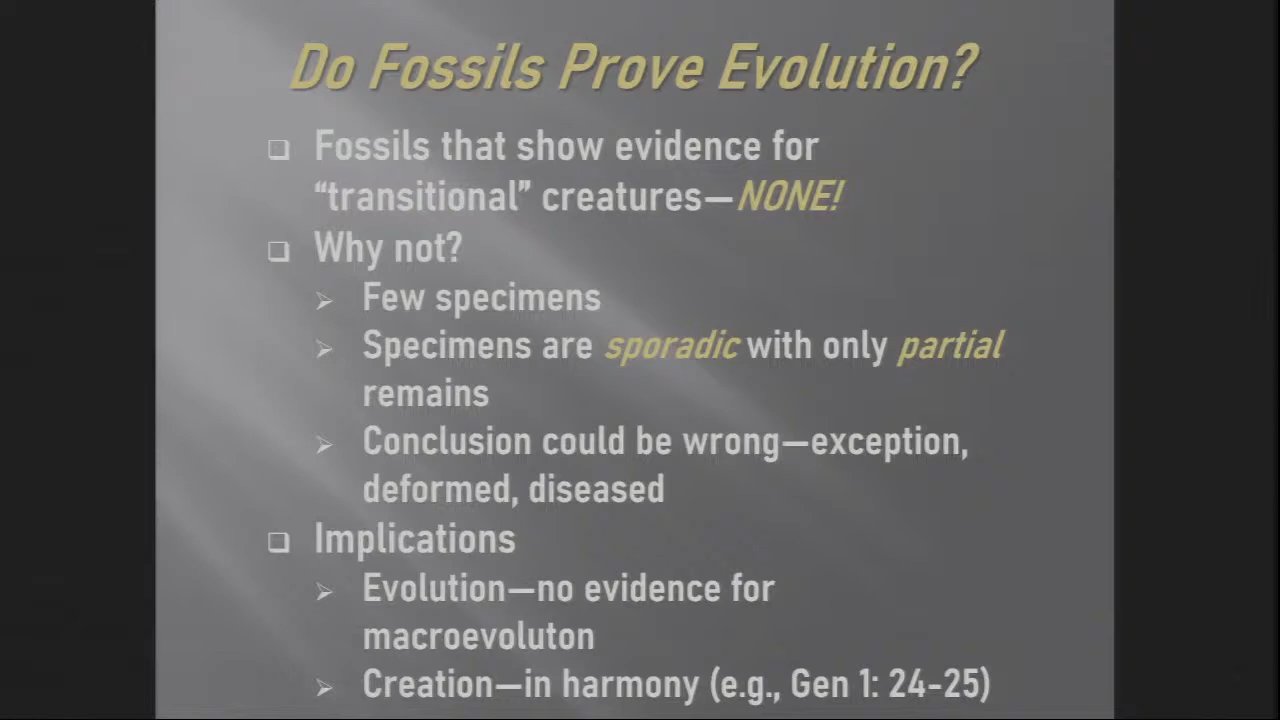 Do Fossils Prove Evolution?
Fossils that show evidence for
“transitional” creatures—NONE!
Why not?
Few specimens
Specimens are sporadic with only partial
remains
Conclusion could be wrong—exception,
deformed, diseased
Implications
Evolution—no evidence for
macroevoluton
Creation—in harmony (e.g., Gen 1: 24-25)